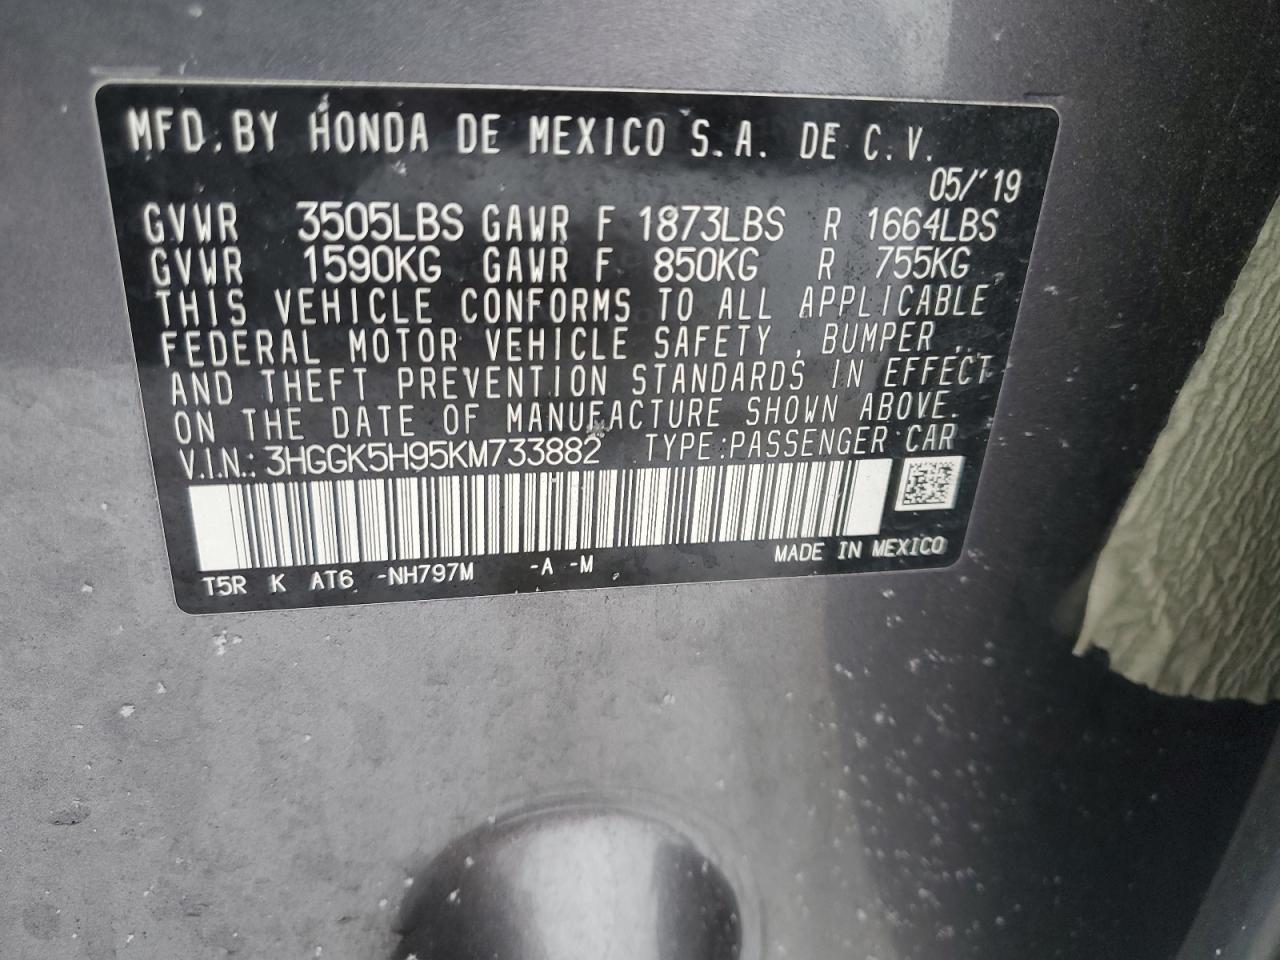 MFD. BY HONDA DE MEXICO S.A. DE C.V.
05/'19
GVWR 3505LBS GAWR F 1873LBS R 1664LBS
GVWR 1590KG GAWR F 850KG R 755KG
THIS VEHICLE CONFORMS TO ALL APPLICABLE
FEDERAL MOTOR VEHICLE SAFETY , BUMPER ,
AND THEFT PREVENTION STANDARDS IN EFFECT
ON THE DATE OF MANUFACTURE SHOWN ABOVE.
V.I.N.: 3HGGK5H95KM733882 TYPE:PASSENGER CAR
MADE IN MEXICO
T5R K AT6 -NH797M -A -M